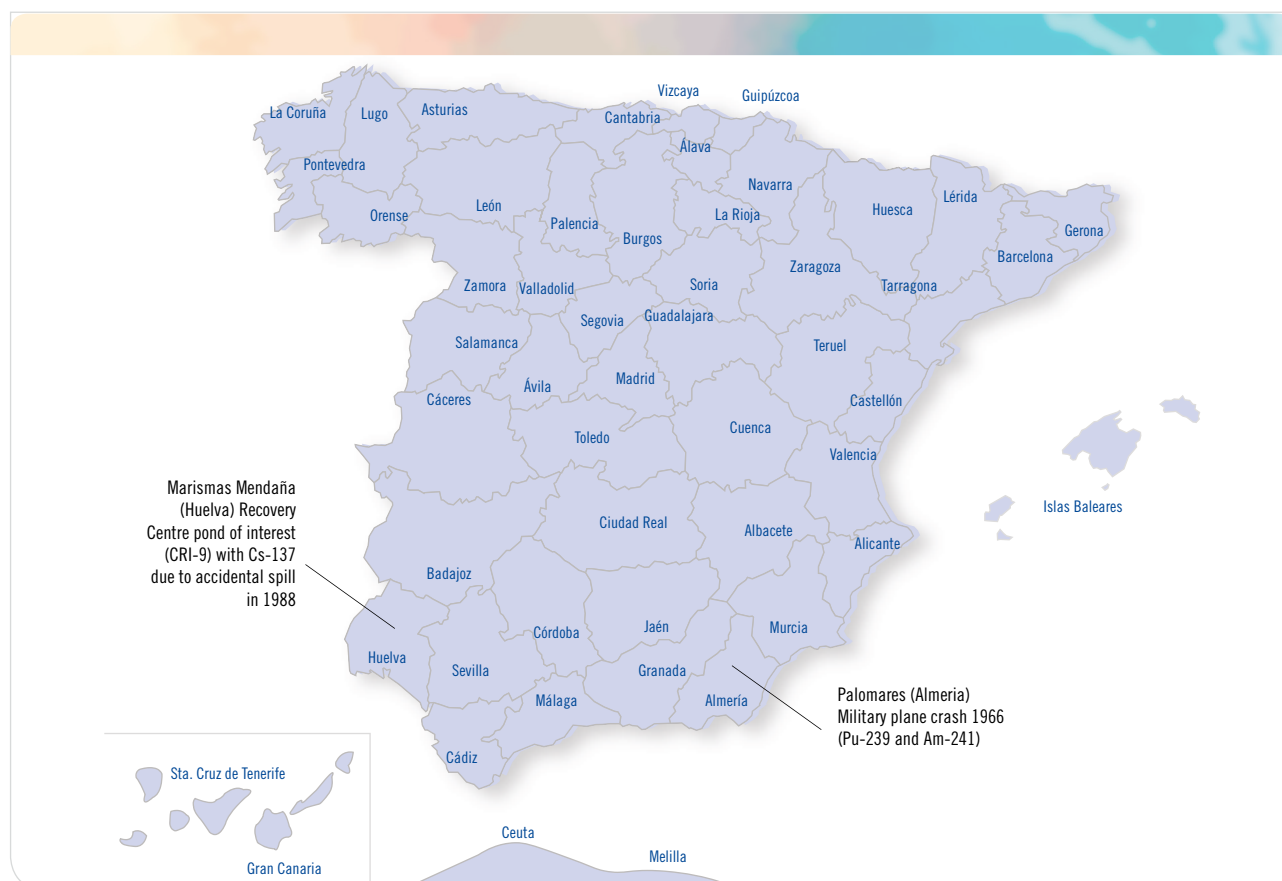 Vizcaya
Guipúzcoa
La Coruña
Lugo
Asturias
Cantabria
Álava
Pontevedra
Navarra
Lérida
Orense
León
Palencia
Burgos
La Rioja
Huesca
Gerona
Barcelona
Zamora
Valladolid
Soria
Zaragoza
Tarragona
Segovia
Guadalajara
Salamanca
Teruel
Ávila
Madrid
Cáceres
Castellón
Toledo
Cuenca
Valencia
Marismas Mendaña
(Huelva) Recovery
Centre pond of interest
(CRI-9) with Cs-137
due to accidental spill
in 1988
Islas Baleares
Ciudad Real
Albacete
Alicante
Badajoz
Córdoba
Jaén
Murcia
Huelva
Sevilla
Granada
Málaga
Almería
Palomares (Almeria)
Military plane crash 1966
(Pu-239 and Am-241)
Cádiz
Sta. Cruz de Tenerife
Gran Canaria
Ceuta
Melilla